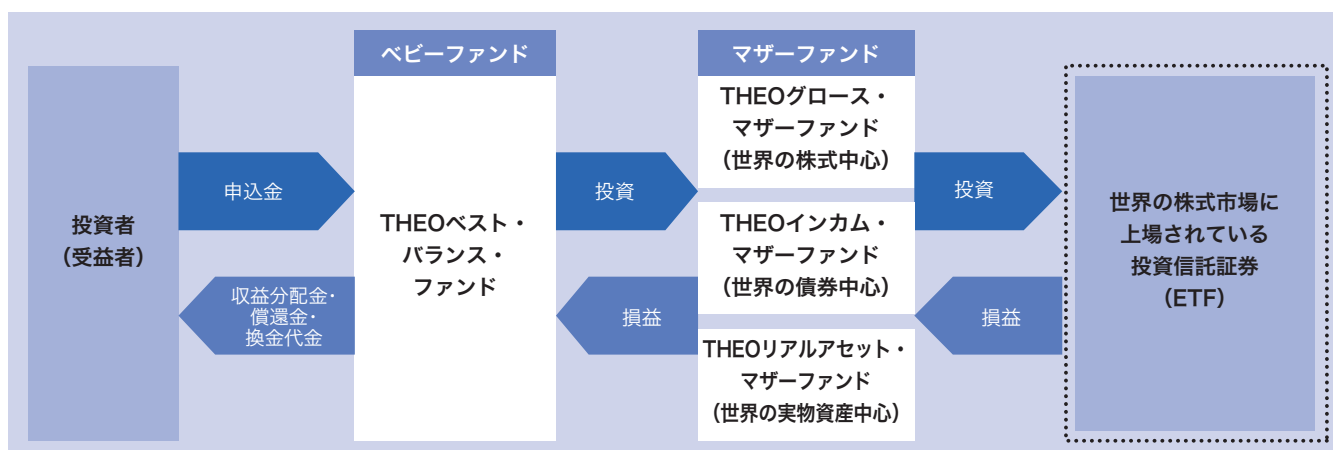 投資者
（受益者）
申込金
収益分配金・
償還金・
換金代金
ベビーファンド
THEOベスト・
バランス・
ファンド
投資
損益
マザーファンド
THEOグロース・
マザーファンド
（世界の株式中心）
THEOインカム・
マザーファンド
（世界の債券中心）
THEOリアルアセット・
マザーファンド
（世界の実物資産中心）
投資
損益
世界の株式市場に
上場されている
投資信託証券
（ETF）